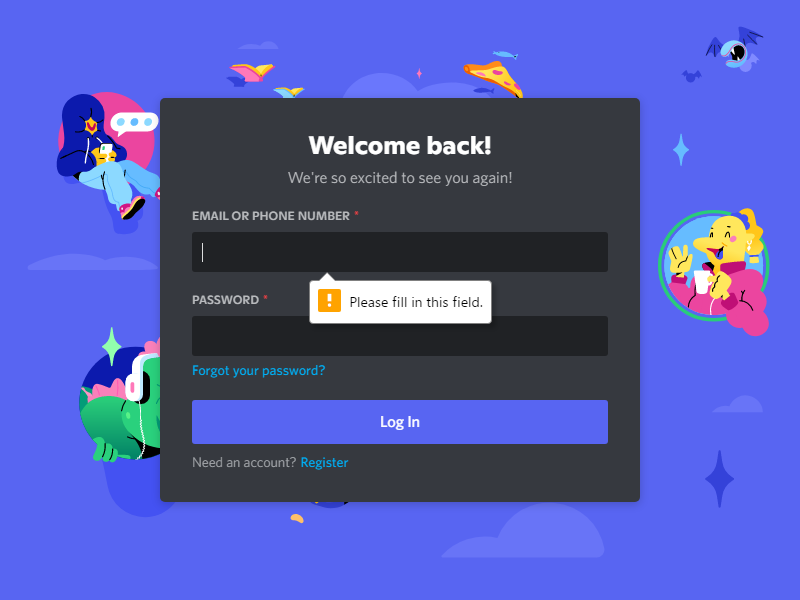 Welcome back!
We're so excited to see you again!
EMAIL OR PHONE NUMBER *
PASSWORD *
Please fill in this field.
Forgot your password?
Log In
Need an account? Register